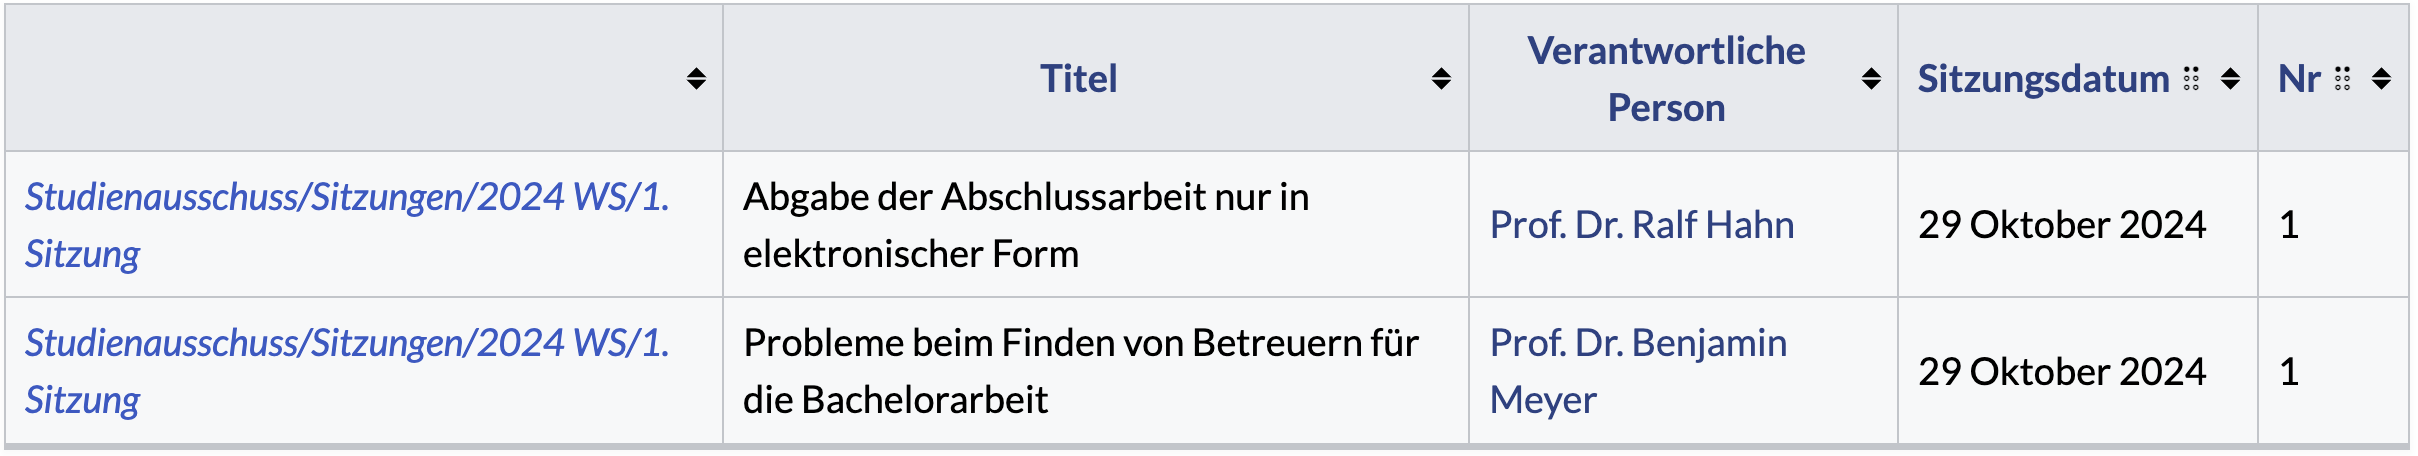 Titel
Verantwortliche
Person
Sitzungsdatum
Nr
Studienausschuss/Sitzungen/2024 WS/1.
Sitzung
Abgabe der Abschlussarbeit nur in
elektronischer Form
Prof. Dr. Ralf Hahn
29 Oktober 2024
1
Studienausschuss/Sitzungen/2024 WS/1.
Sitzung
Probleme beim Finden von Betreuern für
die Bachelorarbeit
Prof. Dr. Benjamin
Meyer
29 Oktober 2024
1